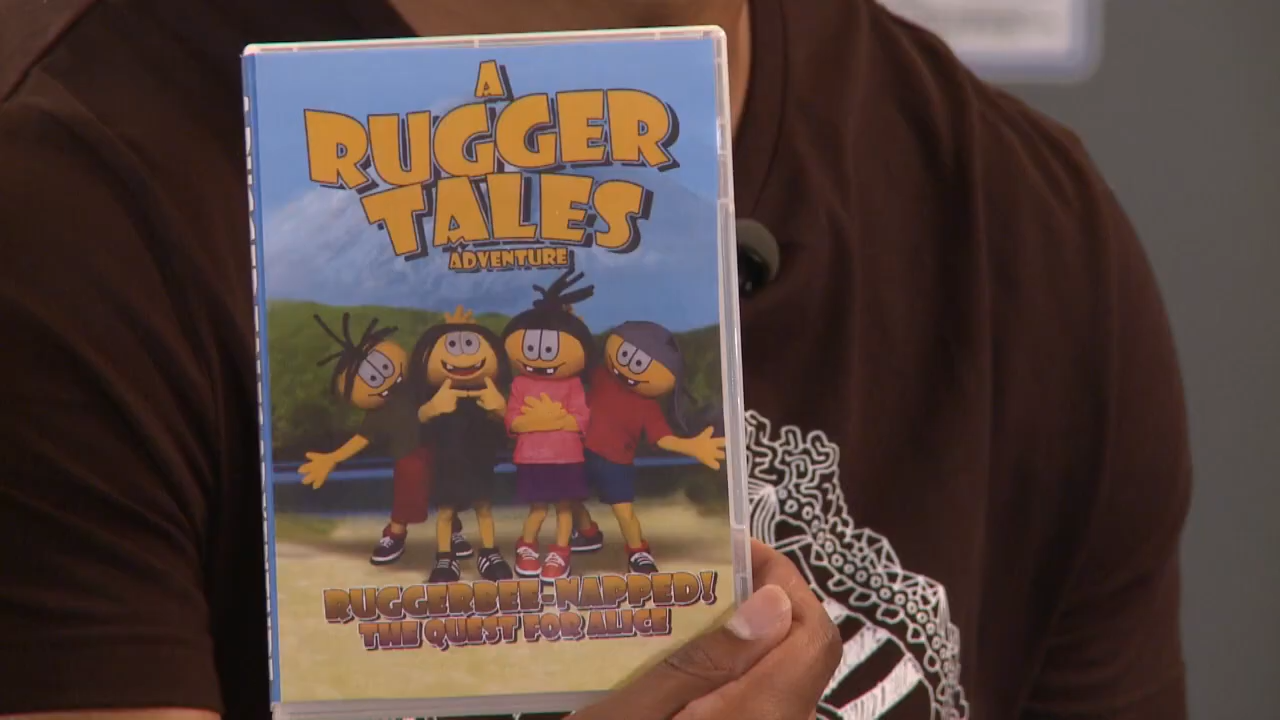 A
RUGGER
TALES
ADVENTURE
RUGGERBEE-NAPPED!
THE QUEST FOR ALICE